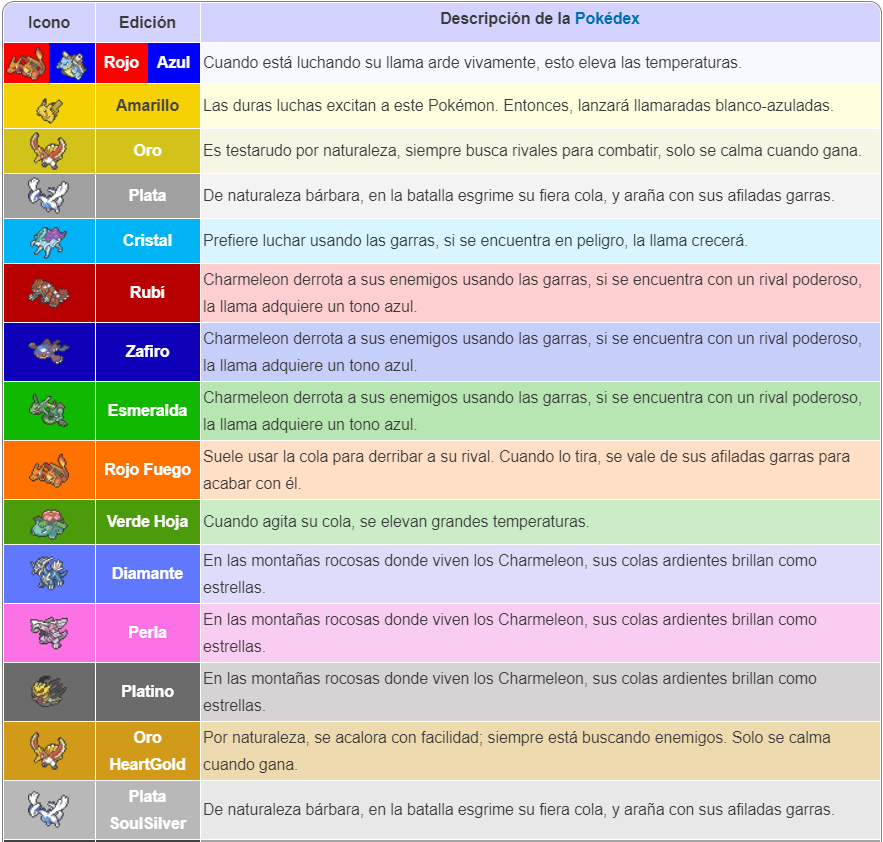 Icono Edición Descripción de la Pokédex
Rojo Azul Cuando está luchando su llama arde vivamente, esto eleva las temperaturas.
Amarillo Las duras luchas excitan a este Pokémon. Entonces, lanzará llamaradas blanco-azuladas.
Oro Es testarudo por naturaleza, siempre busca rivales para combatir, solo se calma cuando gana.
Plata De naturaleza bárbara, en la batalla esgrime su fiera cola, y araña con sus afiladas garras.
Cristal Prefiere luchar usando las garras, si se encuentra en peligro, la llama crecerá.
Rubí Charmeleon derrota a sus enemigos usando las garras, si se encuentra con un rival poderoso,
la llama adquiere un tono azul.
Zafiro Charmeleon derrota a sus enemigos usando las garras, si se encuentra con un rival poderoso,
la llama adquiere un tono azul.
Esmeralda Charmeleon derrota a sus enemigos usando las garras, si se encuentra con un rival poderoso,
la llama adquiere un tono azul.
Rojo Fuego Suele usar la cola para derribar a su rival. Cuando lo tira, se vale de sus afiladas garras para
acabar con él.
Verde Hoja Cuando agita su cola, se elevan grandes temperaturas.
Diamante En las montañas rocosas donde viven los Charmeleon, sus colas ardientes brillan como
estrellas.
Perla En las montañas rocosas donde viven los Charmeleon, sus colas ardientes brillan como
estrellas.
Platino En las montañas rocosas donde viven los Charmeleon, sus colas ardientes brillan como
estrellas.
Oro
HeartGold
Por naturaleza, se acalora con facilidad; siempre está buscando enemigos. Solo se calma
cuando gana.
Plata
SoulSilver
De naturaleza bárbara, en la batalla esgrime su fiera cola, y araña con sus afiladas garras.